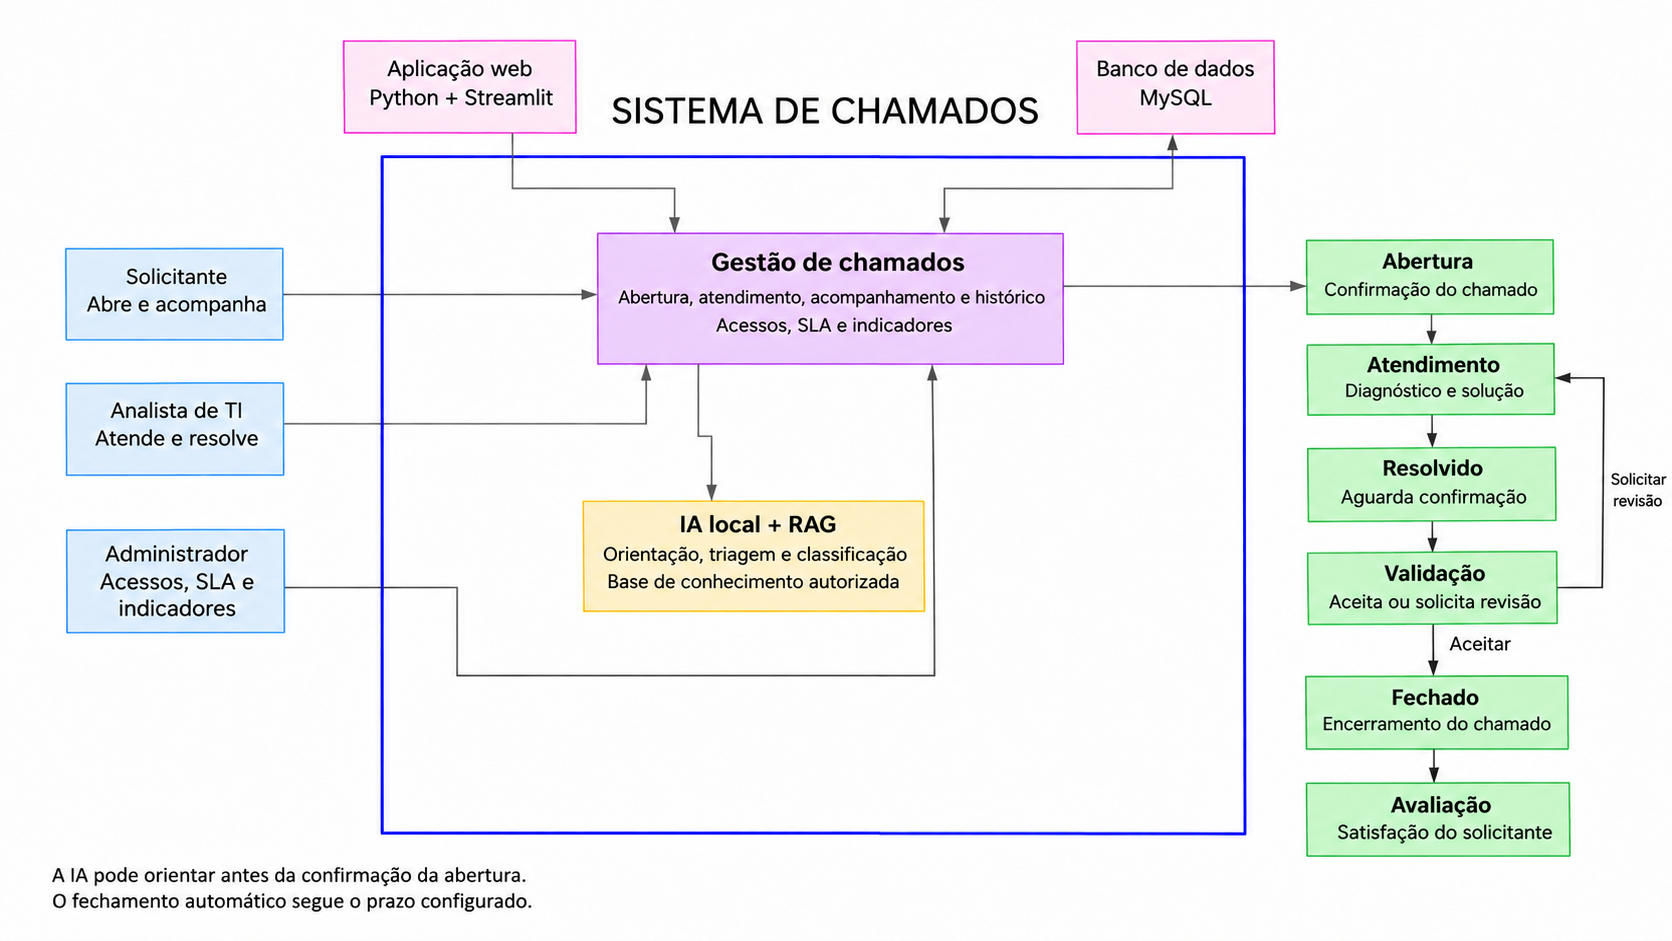 Aplicação web
Python + Streamlit
SISTEMA DE CHAMADOS
Banco de dados
MySQL
Solicitante
Abre e acompanha
Analista de TI
Atende e resolve
Administrador
Acessos, SLA e
indicadores
Gestão de chamados
Abertura, atendimento, acompanhamento e histórico
Acessos, SLA e indicadores
IA local + RAG
Orientação, triagem e classificação
Base de conhecimento autorizada
Abertura
Confirmação do chamado
Atendimento
Diagnóstico e solução
Resolvido
Aguarda confirmação
Solicitar
revisão
Validação
Aceita ou solicita revisão
Aceitar
Fechado
Encerramento do chamado
Avaliação
Satisfação do solicitante
A IA pode orientar antes da confirmação da abertura.
O fechamento automático segue o prazo configurado.